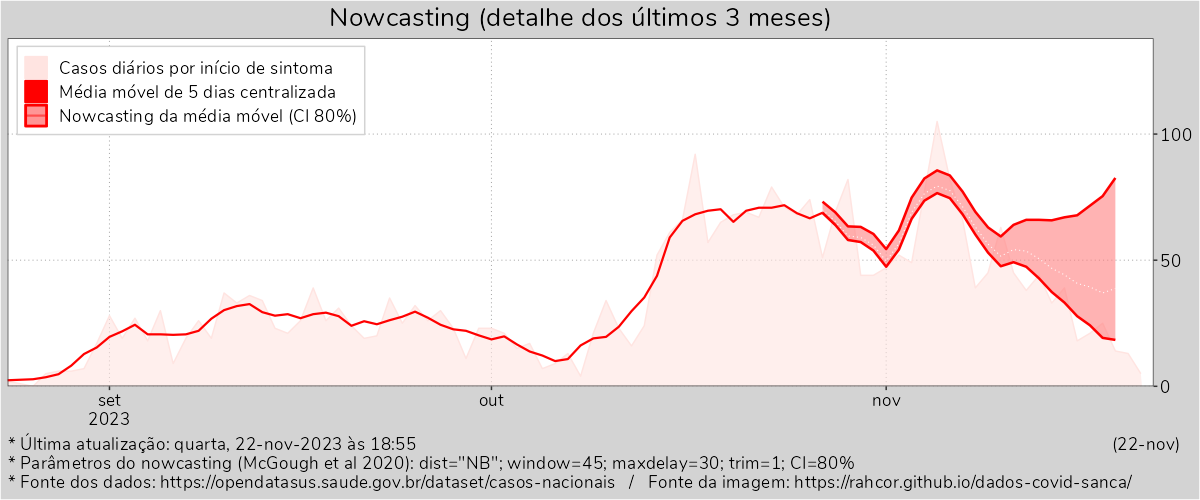 Nowcasting (detalhe dos últimos 3 meses)
Casos diários por início de sintoma
Média móvel de 5 dias centralizada
Nowcasting da média móvel (CI 80%)
100
50
0
set
2023
out
nov
* Última atualização: quarta, 22-nov-2023 às 18:55
(22-nov)
* Parâmetros do nowcasting (McGough et al 2020): dist="NB"; window=45; maxdelay=30; trim=1; CI=80%
* Fonte dos dados: https://opendatasus.saude.gov.br/dataset/casos-nacionais / Fonte da imagem: https://rahcor.github.io/dados-covid-sanca/